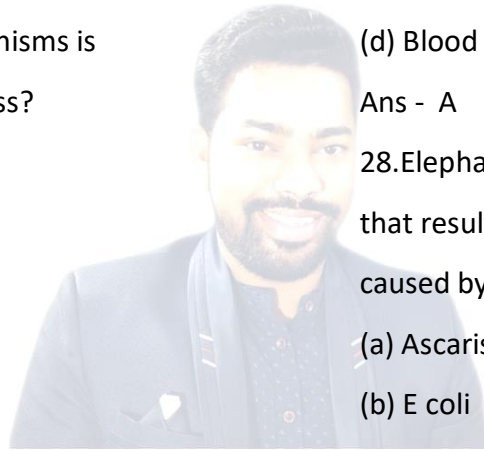 nisms is
ss?
(d) Blood
Ans - A
28.Elepha
that resul
caused by
(a) Ascaris
(b) E coli